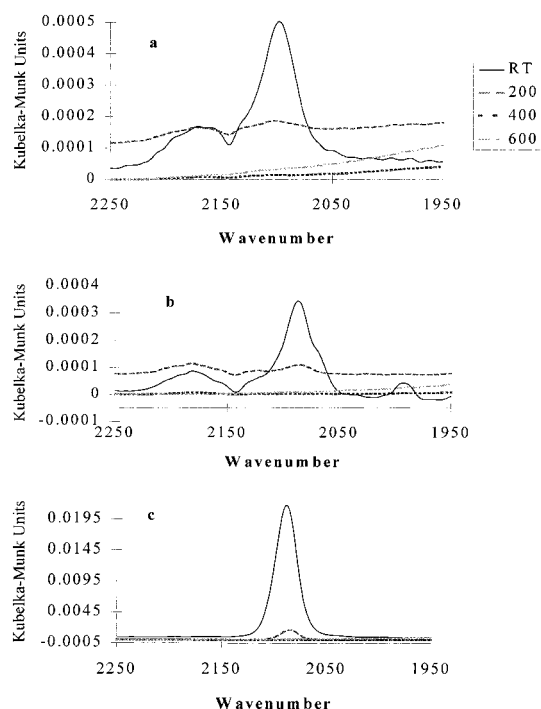 a
Kubelka-Munk Units
0.0005
0.0004
0.0003
0.0002
0.0001
0
2250 2150 2050 1950
Wavenumber
RT
200
400
600
b
Kubelka-Munk Units
0.0004
0.0003
0.0002
0.0001
0
-0.0001
2250 2150 2050 1950
Wavenumber
c
Kubelka-Munk Units
0.0195
0.0145
0.0095
0.0045
-0.0005
2250 2150 2050 1950
Wavenumber